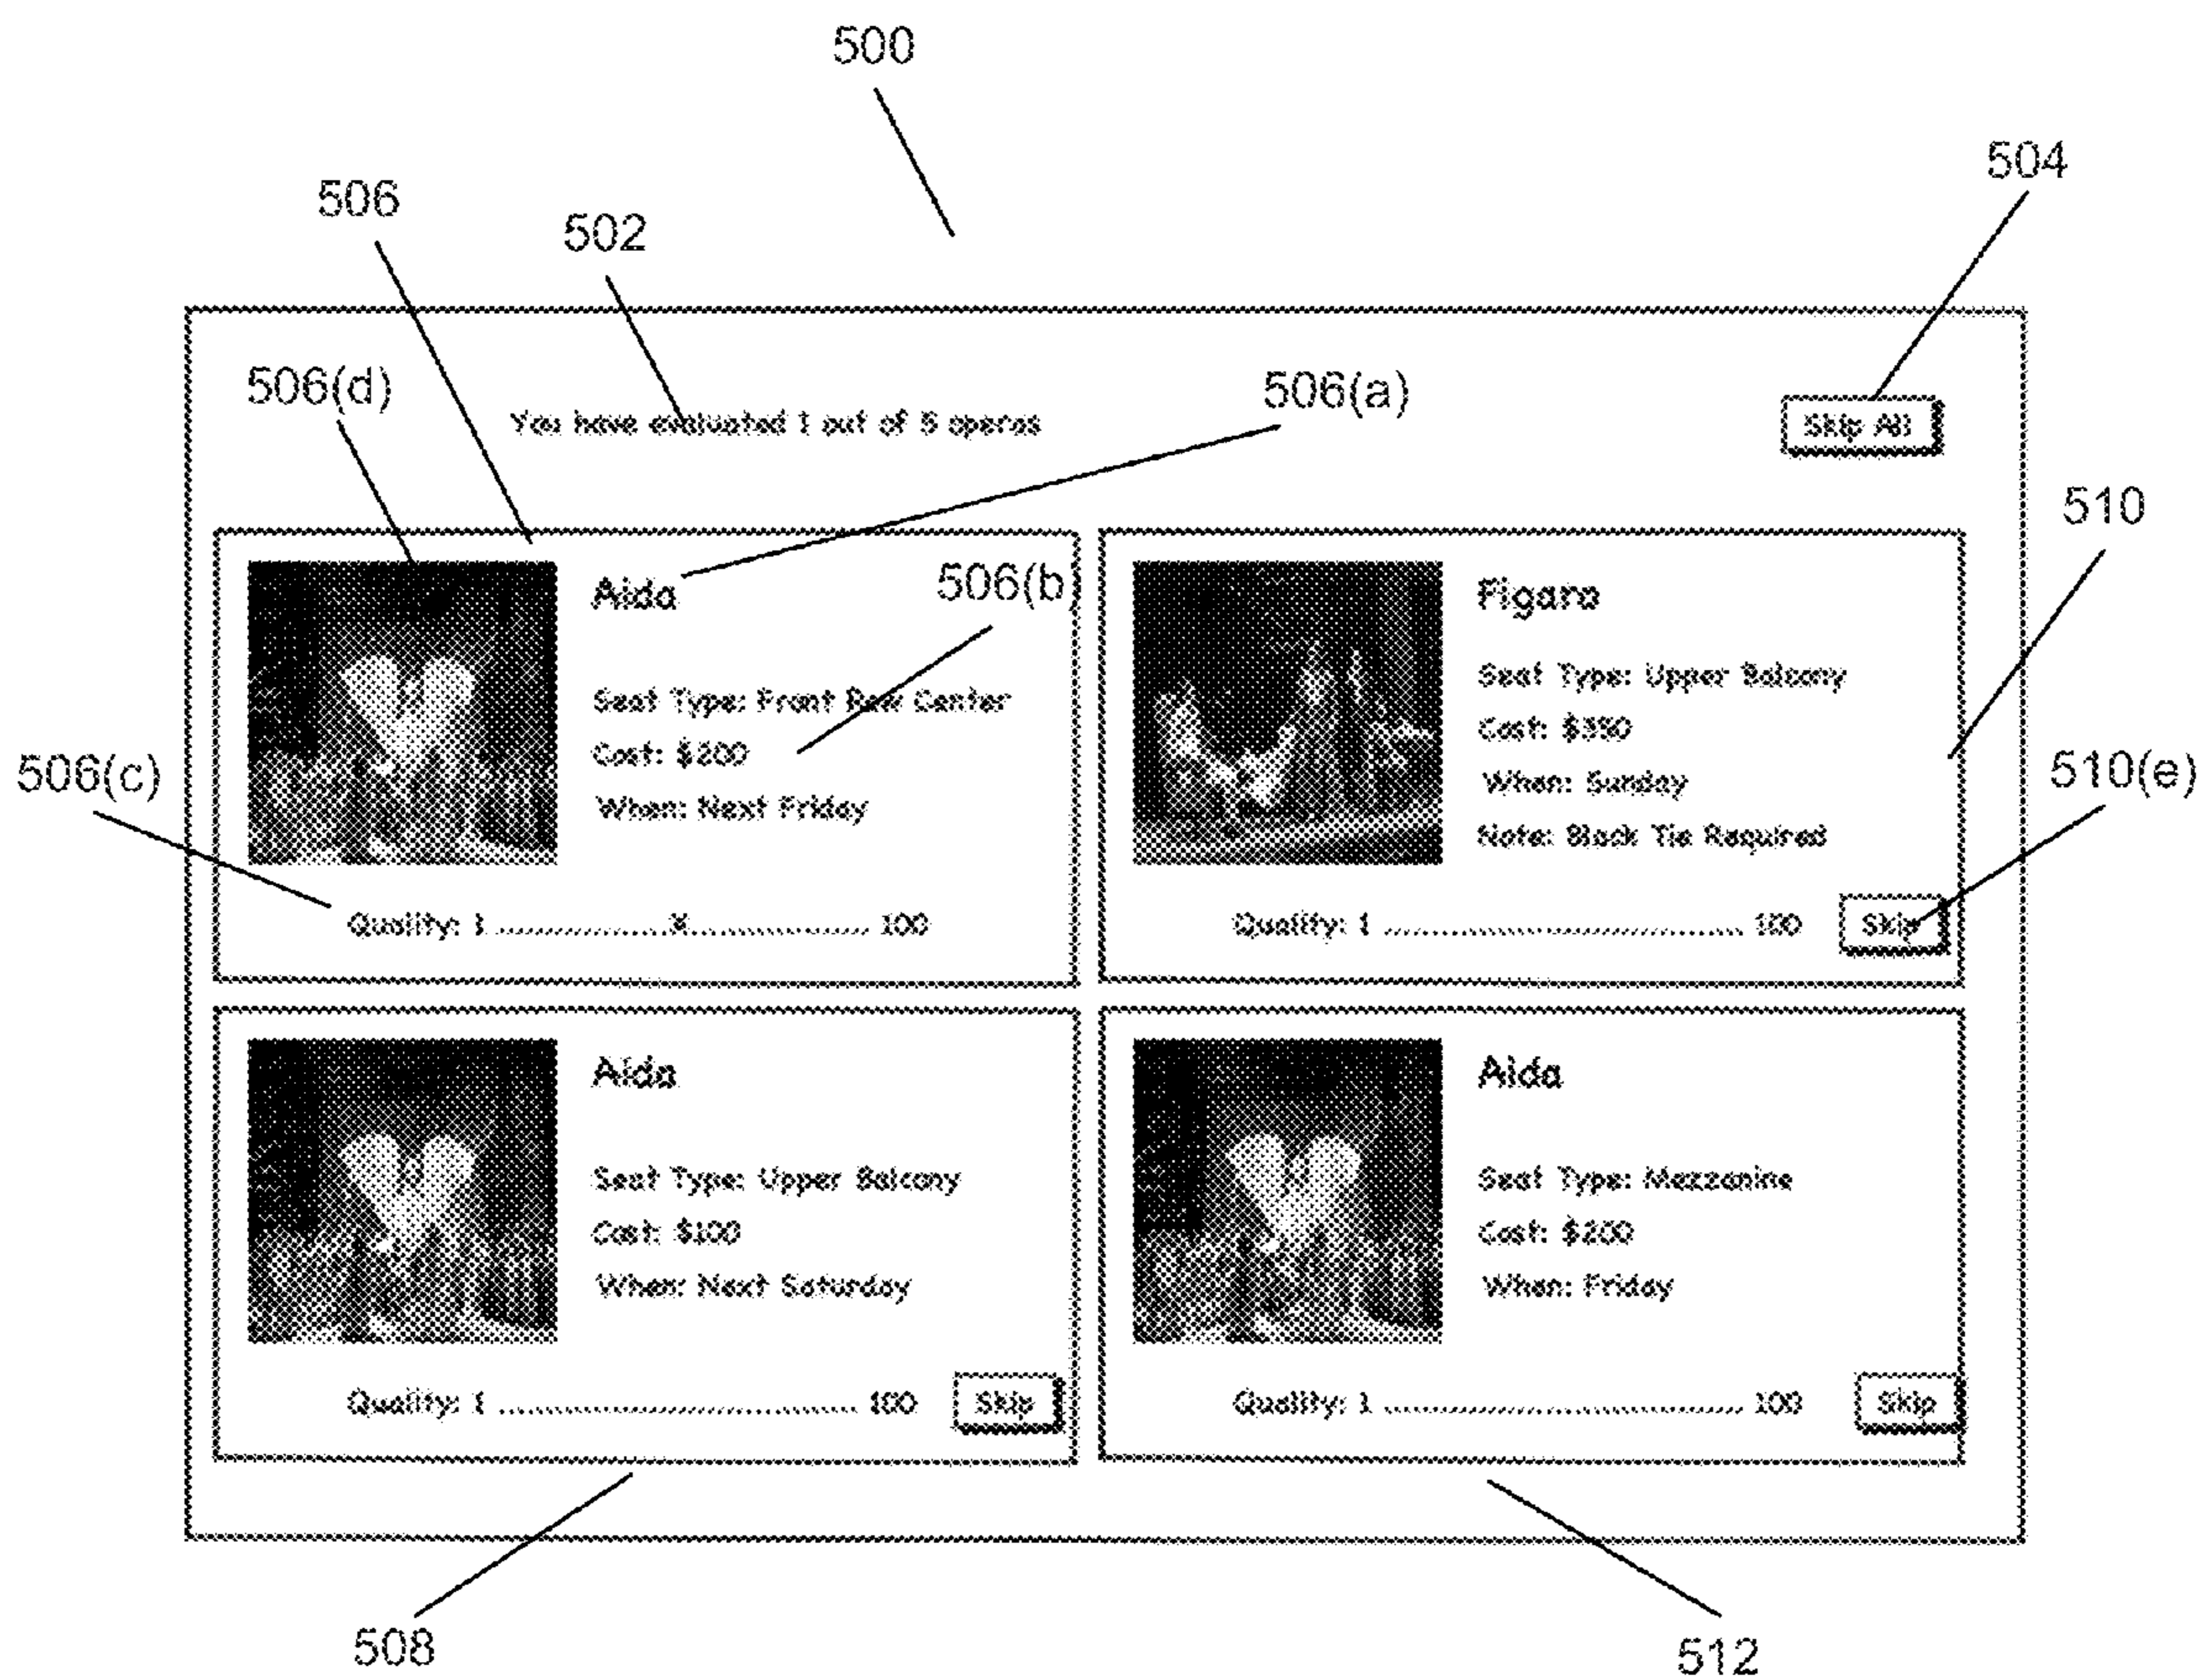 500
504
506
502
506(d)
506(a)
You have evaluated 1 out of 5 operas
Skip All
510
Aida
506(b)
Figaro
Seat Type: Front Row Center
Cost: $200
When: Next Friday
Seat Type: Upper Balcony
Cost: $350
When: Sunday
Note: Black Tie Required
506(c)
510(e)
Quality: 1 ..................X................... 100
Quality: 1 ...................................... 100
Skip
Aida
Seat Type: Upper Balcony
Cost: $100
When: Next Saturday
Quality: 1 ...................................... 100
Skip
Aida
Seat Type: Mezzanine
Cost: $200
When: Friday
Quality: 1 ...................................... 100
Skip
508
512